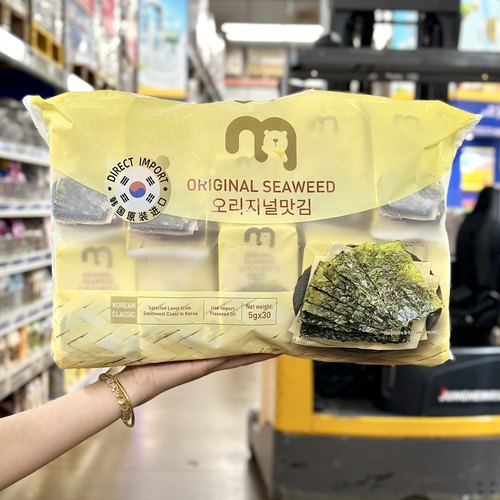 m
DIRECT IMPORT
韩国原装进口
ORIGINAL SEAWEED
오리지널맛김
KOREAN
CLASSIC
Selected Laver from
Southwest Coast in Korea
Use Import
Flaxseed Oil
Net weight:
5gx30
JUNGHEINRICH